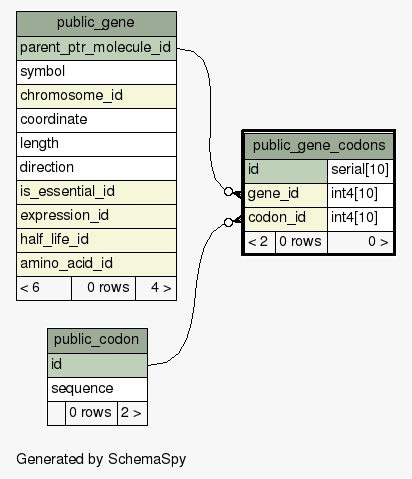 public_gene
parent_ptr_molecule_id
symbol
chromosome_id
coordinate
length
direction
is_essential_id
expression_id
half_life_id
amino_acid_id
< 6 0 rows 4 >
public_gene_codons
id serial[10]
gene_id int4[10]
codon_id int4[10]
< 2 0 rows 0 >
public_codon
id
sequence
0 rows 2 >
Generated by SchemaSpy